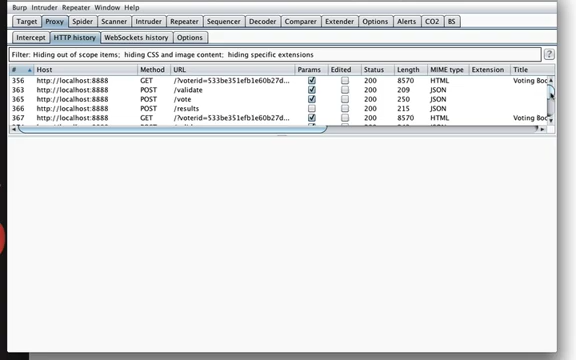 Burp Intruder Repeater Window Help
Target Proxy Spider Scanner Intruder Repeater Sequencer Decoder Comparer Extender Options Alerts CO2 BS
Intercept HTTP history WebSockets history Options
Filter: Hiding out of scope items; hiding CSS and image content; hiding specific extensions ?
# Host Method URL Params Edited Status Length MIME type Extension Title
356 http://localhost:8888 GET /?voterid=533be351efb1e60b27d... 200 8570 HTML Voting Boo
363 http://localhost:8888 POST /validate 200 209 JSON
365 http://localhost:8888 POST /vote 200 250 JSON
366 http://localhost:8888 POST /results 200 215 JSON
367 http://localhost:8888 GET /?voterid=533be351efb1e60b27d... 200 8570 HTML Voting Boo